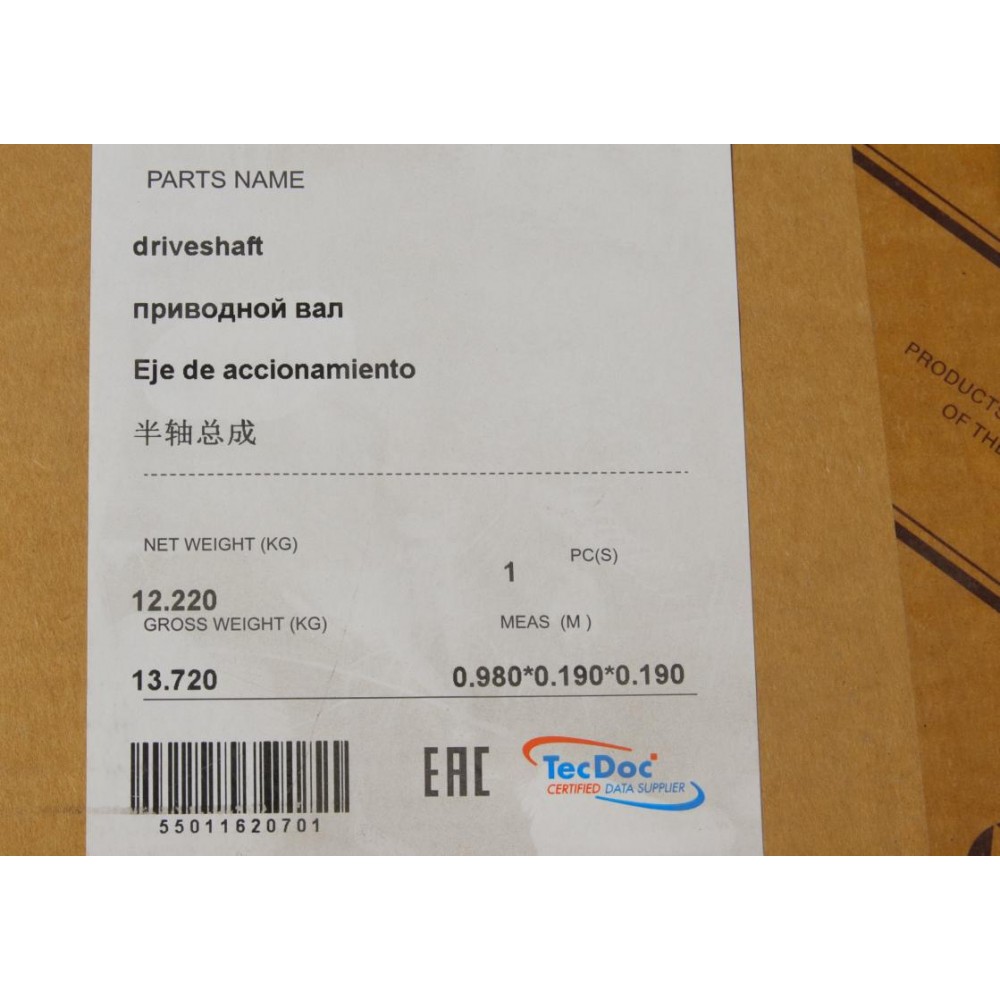 PARTS NAME
driveshaft
приводной вал
Eje de accionamiento
半轴总成
NET WEIGHT (KG)
PC(S)
1
12.220
GROSS WEIGHT (KG)
MEAS (M )
13.720
0.980*0.190*0.190
55011620701
EAC
TecDoc
CERTIFIED DATA SUPPLIER
PRODUCTS
OF THE